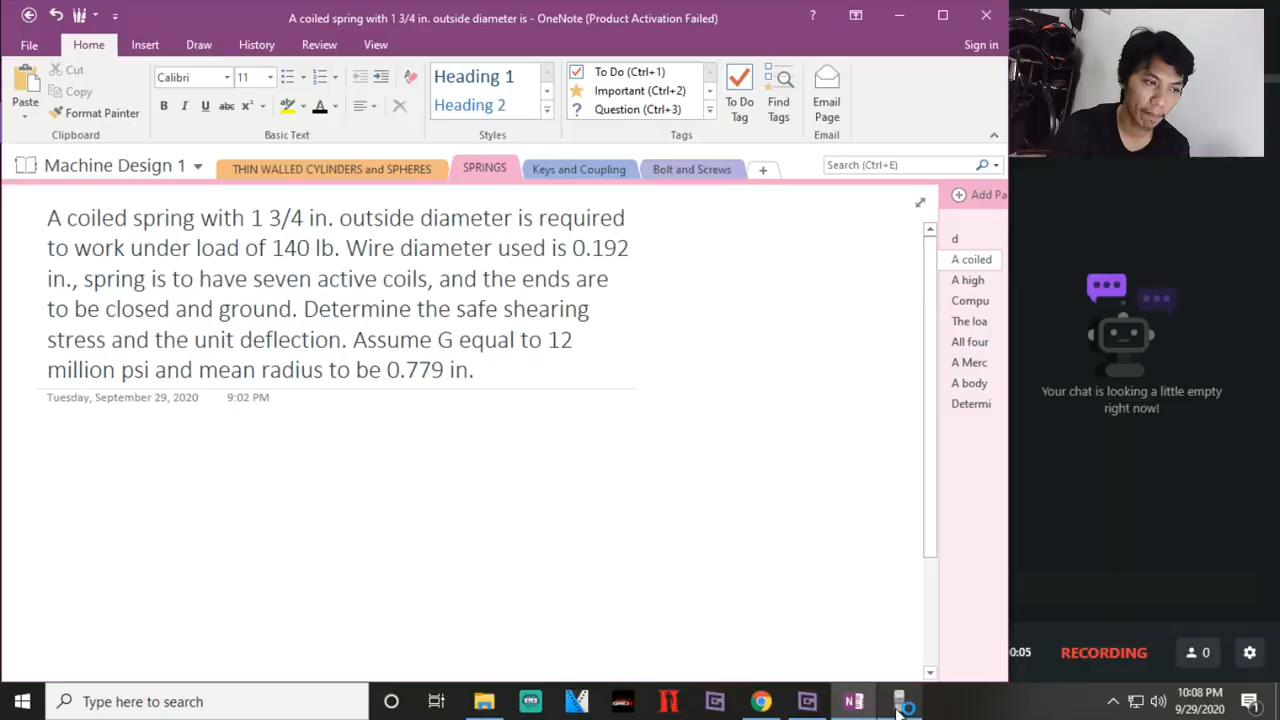 A coiled spring with 1 3/4 in. outside diameter is - OneNote (Product Activation Failed)
?
File
Home
Insert
Draw
History
Review
View
Sign in
Paste
Cut
Copy
Format Painter
Clipboard
Calibri
11
B I U abc x² A
Basic Text
Heading 1
Heading 2
Styles
To Do (Ctrl+1)
Important (Ctrl+2)
? Question (Ctrl+3)
Tags
To Do Tag
Find Tags
Email Page
Email
Machine Design 1
THIN WALLED CYLINDERS and SPHERES
SPRINGS
Keys and Coupling
Bolt and Screws
Search (Ctrl+E)
A coiled spring with 1 3/4 in. outside diameter is required
to work under load of 140 lb. Wire diameter used is 0.192
in., spring is to have seven active coils, and the ends are
to be closed and ground. Determine the safe shearing
stress and the unit deflection. Assume G equal to 12
million psi and mean radius to be 0.779 in.
Tuesday, September 29, 2020 9:02 PM
Add Pa
d
A coiled
A high
Compu
The loa
All four
A Merc
A body
Determi
Your chat is looking a little empty
right now!
:00:05
RECORDING
0
Type here to search
10:08 PM
9/29/2020